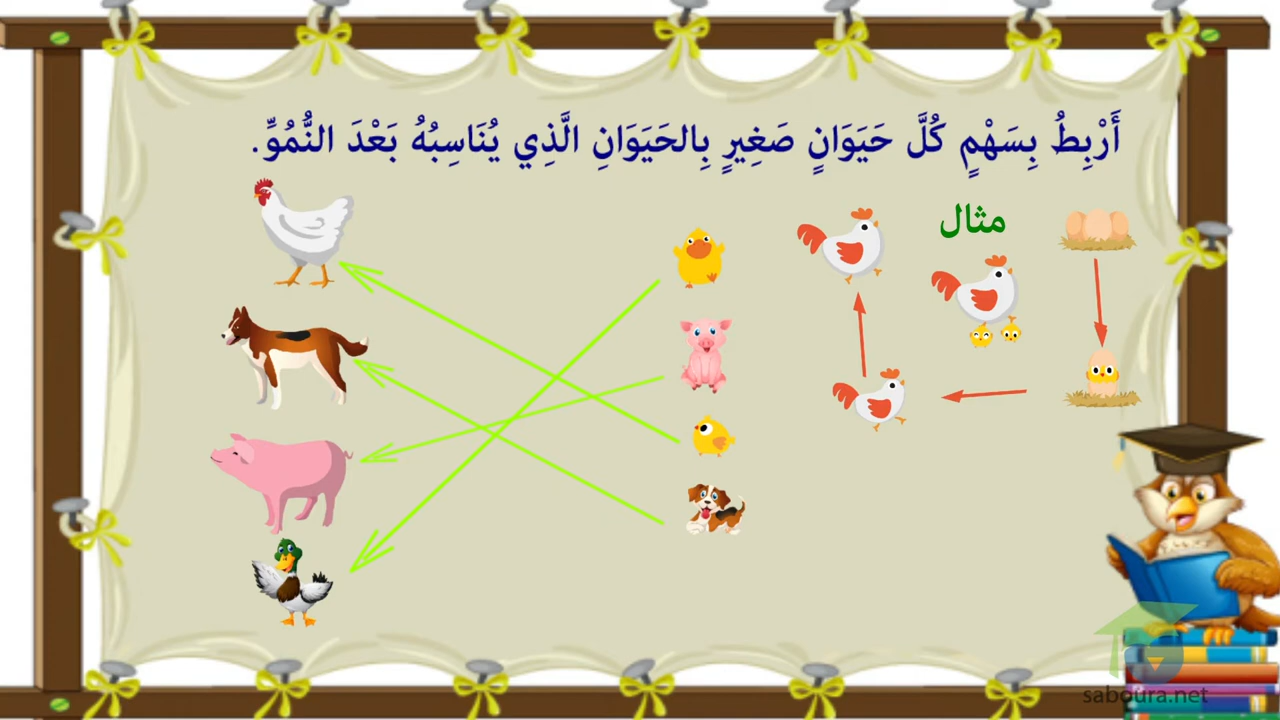 أَرْبِطُ بِسَهْمٍ كُلَّ حَيَوَانٍ صَغِيرٍ بِالحَيَوَانِ الَّذِي يُنَاسِبُهُ بَعْدَ النُّمُوِّ.
مثال
saboura.net